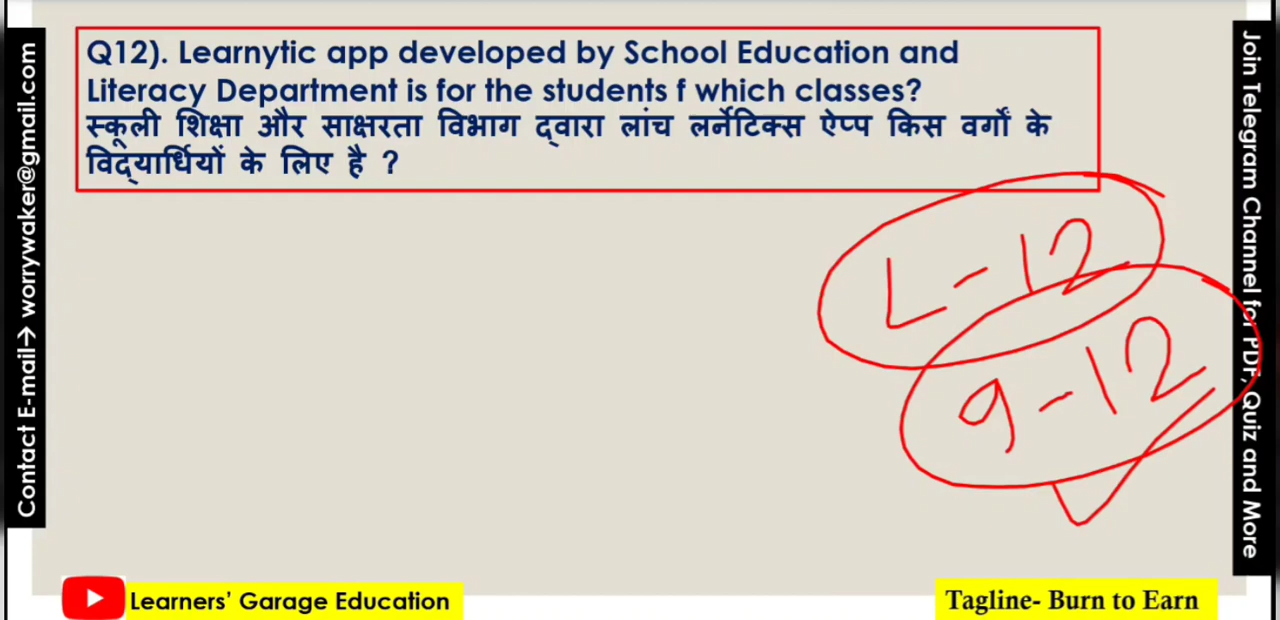 Q12). Learnytic app developed by School Education and
Literacy Department is for the students f which classes?
स्कूली शिक्षा और साक्षरता विभाग द्वारा लांच लर्नेटिक्स ऐप्प किस वर्गों के
विद्यार्थियों के लिए है ?
L - 12
9 - 12
Contact E-mail→ worrywaker@gmail.com
Join Telegram Channel for PDF, Quiz and More
Learners’ Garage Education
Tagline- Burn to Earn